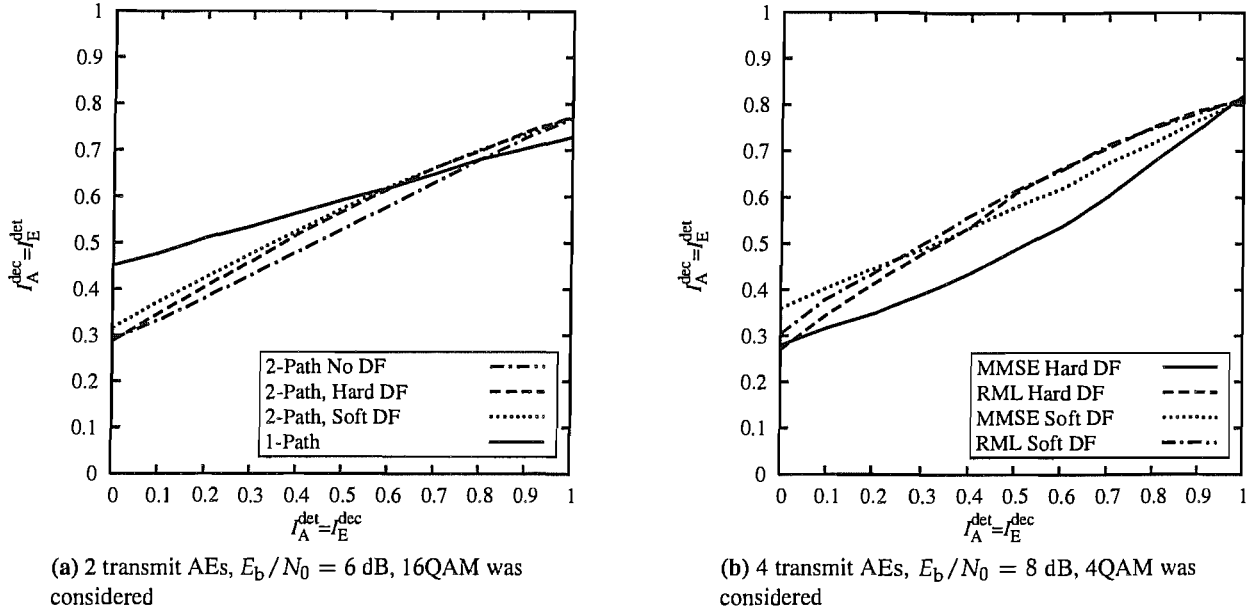 1
0.9
0.8
0.7
0.6
0.5
0.4
0.3
0.2
0.1
0
I_A^dec=I_E^det
2-Path No DF
2-Path, Hard DF
2-Path, Soft DF
1-Path
0 0.1 0.2 0.3 0.4 0.5 0.6 0.7 0.8 0.9 1
I_A^det=I_E^dec
(a) 2 transmit AEs, E_b/N_0 = 6 dB, 16QAM was
considered
1
0.9
0.8
0.7
0.6
0.5
0.4
0.3
0.2
0.1
0
I_A^dec=I_E^det
MMSE Hard DF
RML Hard DF
MMSE Soft DF
RML Soft DF
0 0.1 0.2 0.3 0.4 0.5 0.6 0.7 0.8 0.9 1
I_A^det=I_E^dec
(b) 4 transmit AEs, E_b/N_0 = 8 dB, 4QAM was
considered